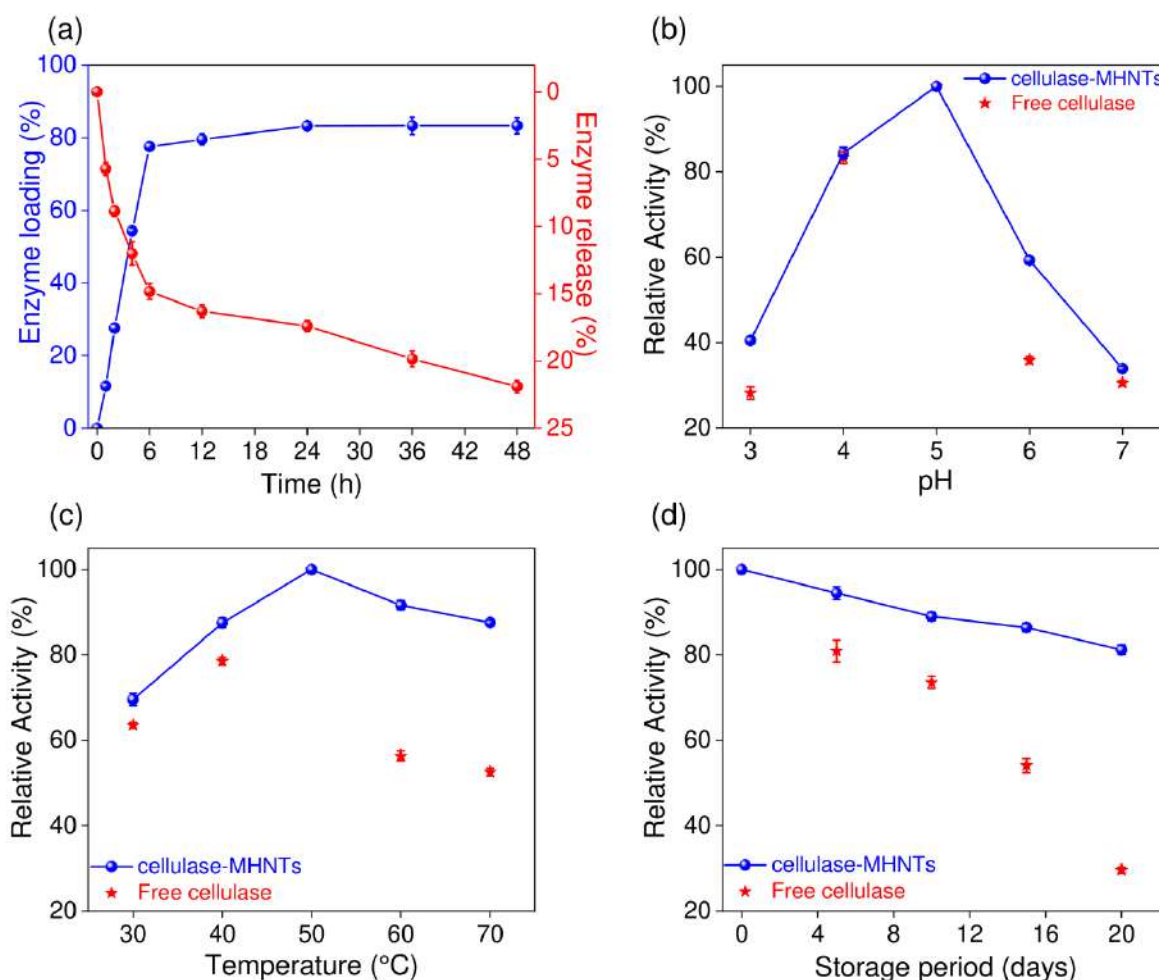 (a)
Enzyme loading (%)
100
80
60
40
20
0
0
5
10
15
20
25
Enzyme release (%)
0 6 12 18 24 30 36 42 48
Time (h)
(b)
Relative Activity (%)
100
80
60
40
20
cellulase-MHNTs
Free cellulase
3 4 5 6 7
pH
(c)
Relative Activity (%)
100
80
60
40
20
cellulase-MHNTs
Free cellulase
30 40 50 60 70
Temperature (°C)
(d)
Relative Activity (%)
100
80
60
40
20
cellulase-MHNTs
Free cellulase
0 4 8 12 16 20
Storage period (days)